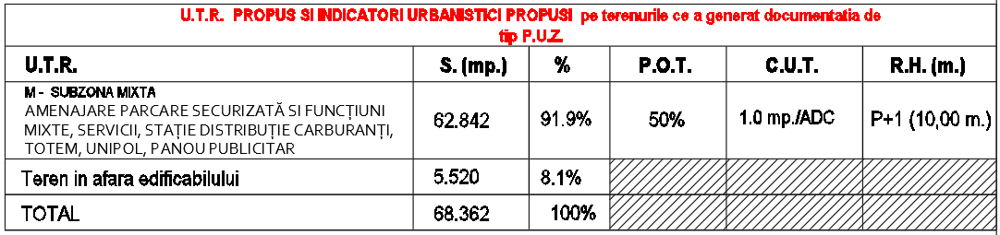 U.T.R. PROPUS SI INDICATORI URBANISTICI PROPUSI pe terenurile ce a generat documentatia de
tip P.U.Z.
U.T.R. S. (mp.) % P.O.T. C.U.T. R.H. (m.)
M - SUBZONA MIXTA
AMENAJARE PARCARE SECURIZATĂ SI FUNCȚIUNI
MIXTE, SERVICII, STAȚIE DISTRIBUȚIE CARBURANȚI,
TOTEM, UNIPOL, PANOU PUBLICITAR
62.842 91.9% 50% 1.0 mp./ADC P+1 (10,00 m.)
Teren in afara edificabilului 5.520 8.1%
TOTAL 68.362 100%